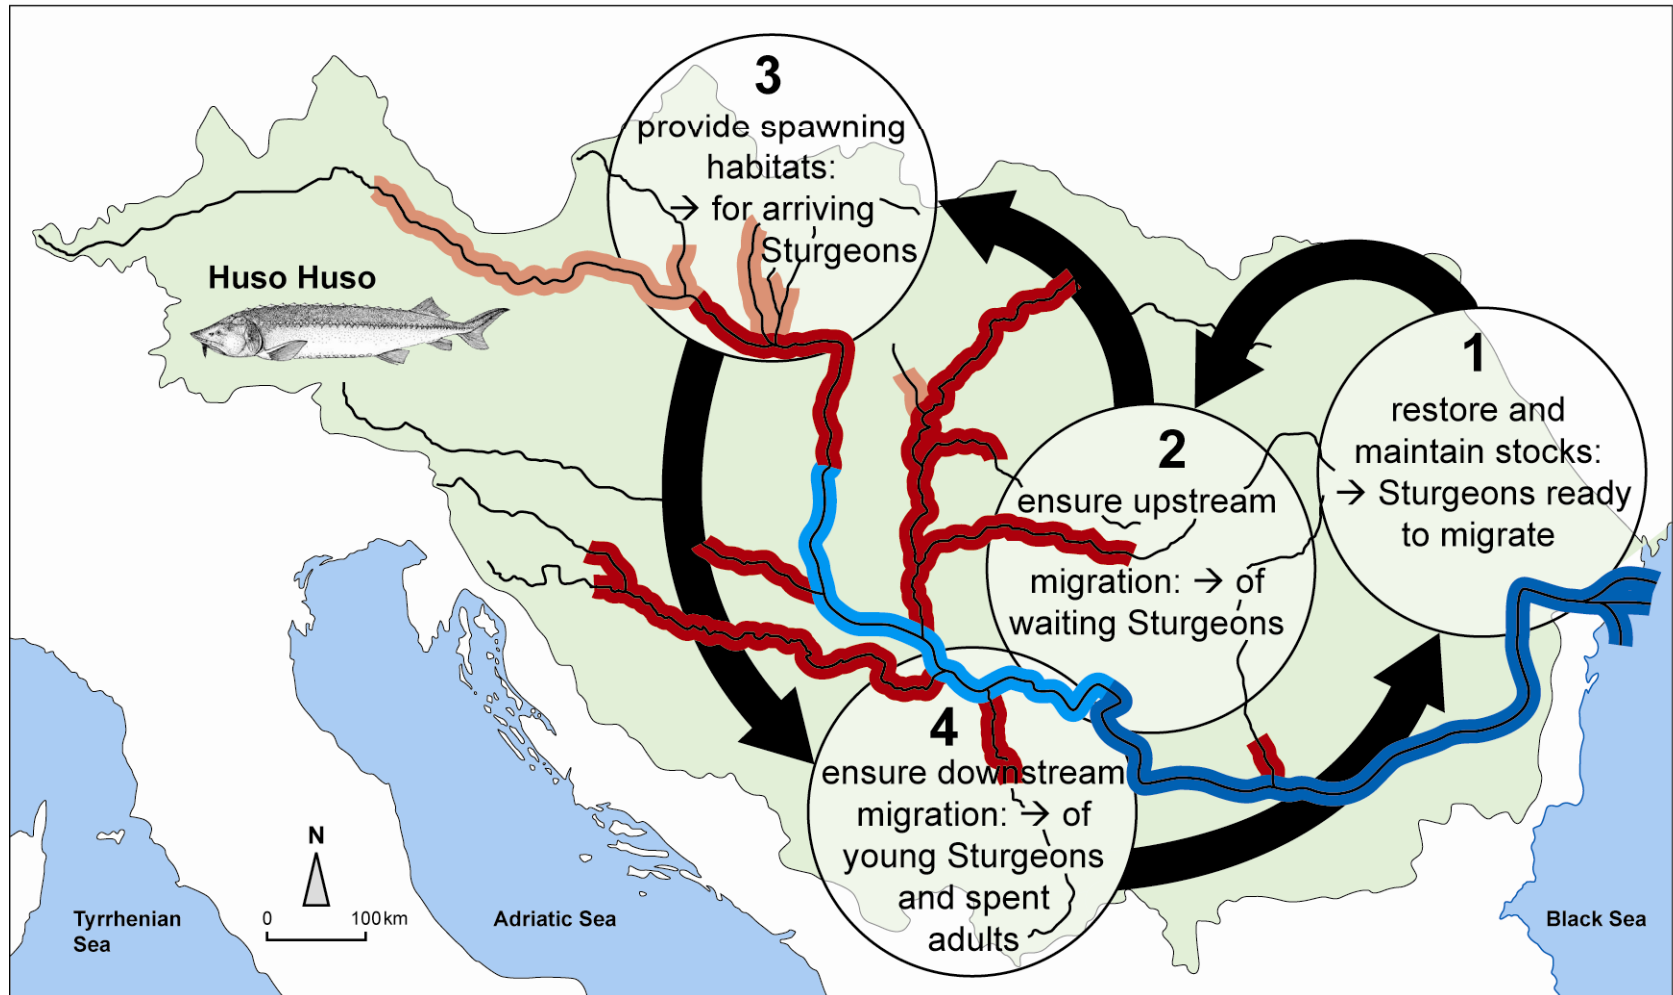 3
provide spawning
habitats:
→ for arriving
Sturgeons
Huso Huso
1
restore and
maintain stocks:
→ Sturgeons ready
to migrate
2
ensure upstream
migration: → of
waiting Sturgeons
4
ensure downstream
migration: → of
young Sturgeons
and spent
adults
N
0 100 km
Tyrrhenian
Sea
Adriatic Sea
Black Sea